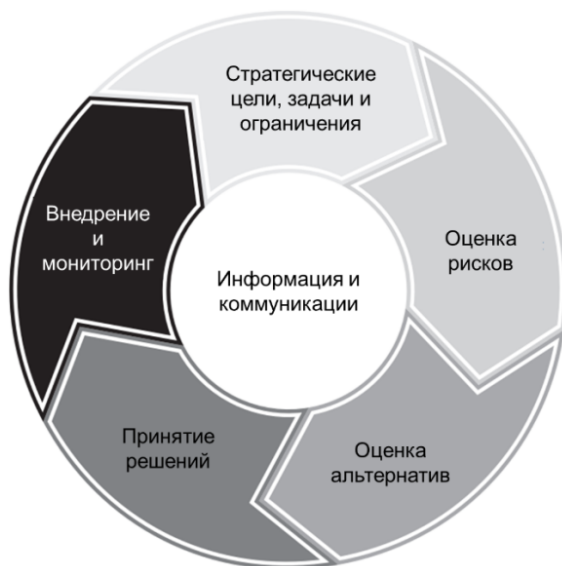 Стратегические
цели, задачи и
ограничения
Оценка
рисков
Оценка
альтернатив
Принятие
решений
Внедрение
и
мониторинг
Информация и
коммуникации